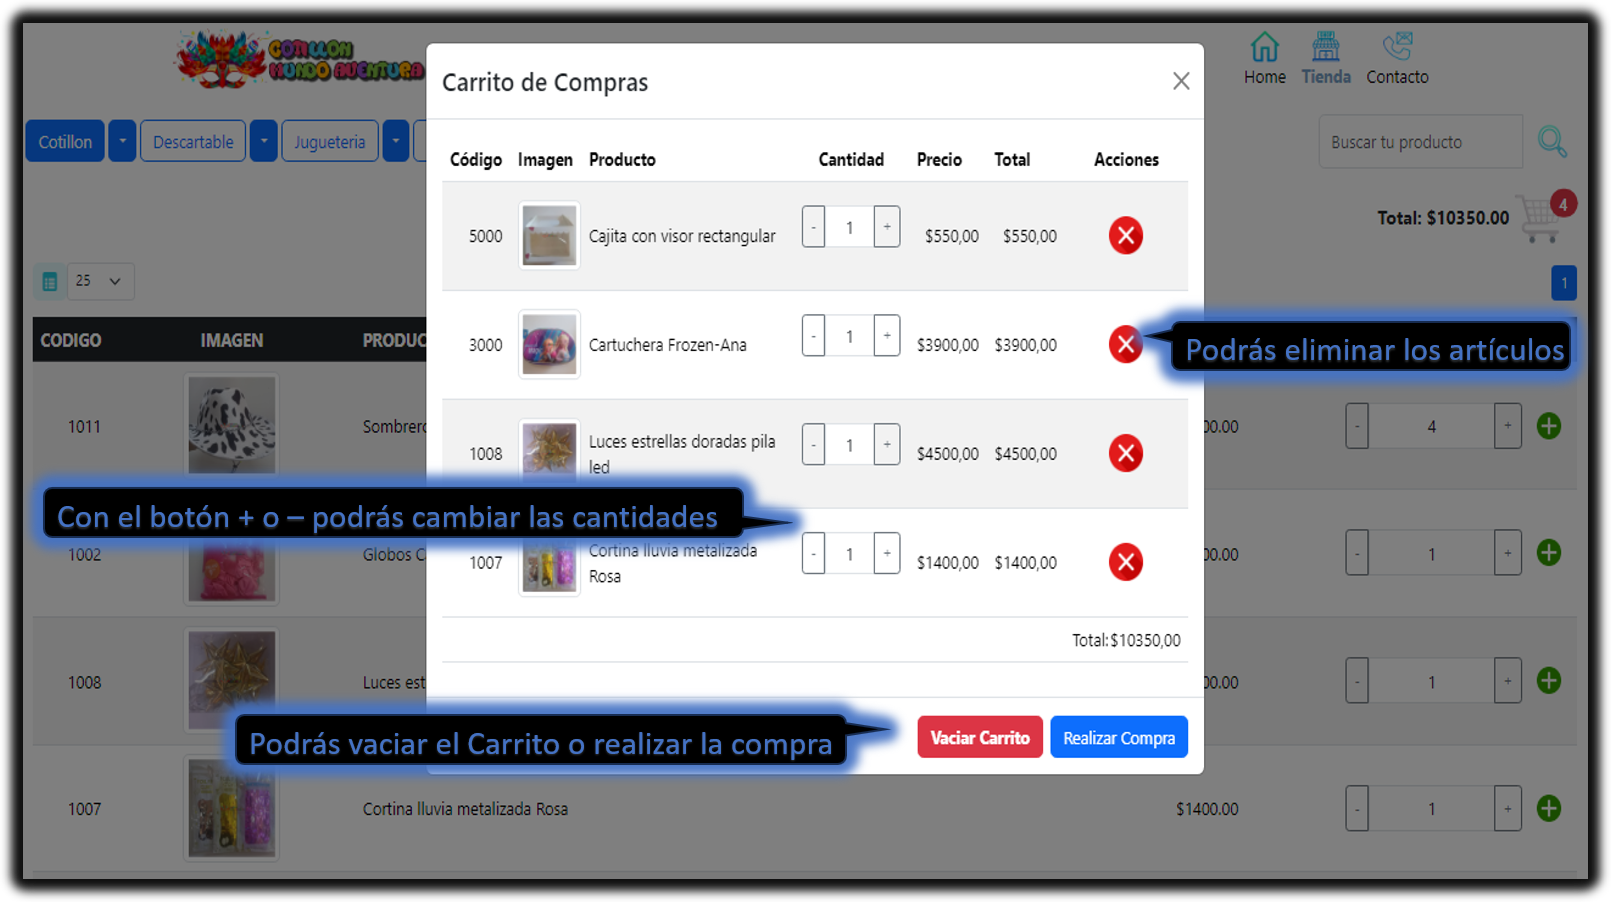 COTILLON
MUNDO AVENTURA
Home Tienda Contacto
Cotillon Descartable Jugueteria
Buscar tu producto
Total: $10350.00 4
25
1
CODIGO IMAGEN PRODUC
1011 Sombrero 00.00 - 4 +
1002 Globos C 00.00 - 1 +
1008 Luces est 00.00 - 1 +
1007 Cortina lluvia metalizada Rosa $1400.00 - 1 +
Carrito de Compras
Código Imagen Producto Cantidad Precio Total Acciones
5000 Cajita con visor rectangular - 1 + $550,00 $550,00
3000 Cartuchera Frozen-Ana - 1 + $3900,00 $3900,00
Podrás eliminar los artículos
1008 Luces estrellas doradas pila
led - 1 + $4500,00 $4500,00
Con el botón + o – podrás cambiar las cantidades
1007 Cortina lluvia metalizada
Rosa - 1 + $1400,00 $1400,00
Total:$10350,00
Podrás vaciar el Carrito o realizar la compra
Vaciar Carrito Realizar Compra